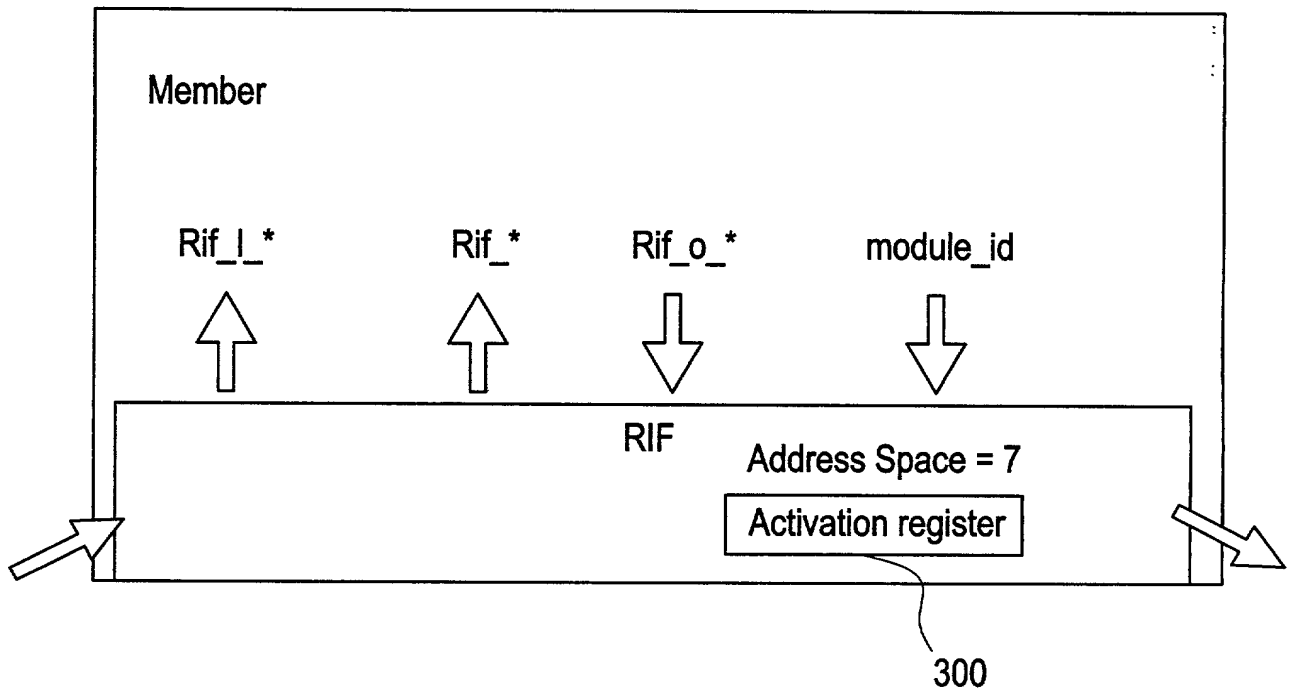 Member
Rif_I_* Rif_* Rif_o_* module_id
RIF
Address Space = 7
Activation register
300